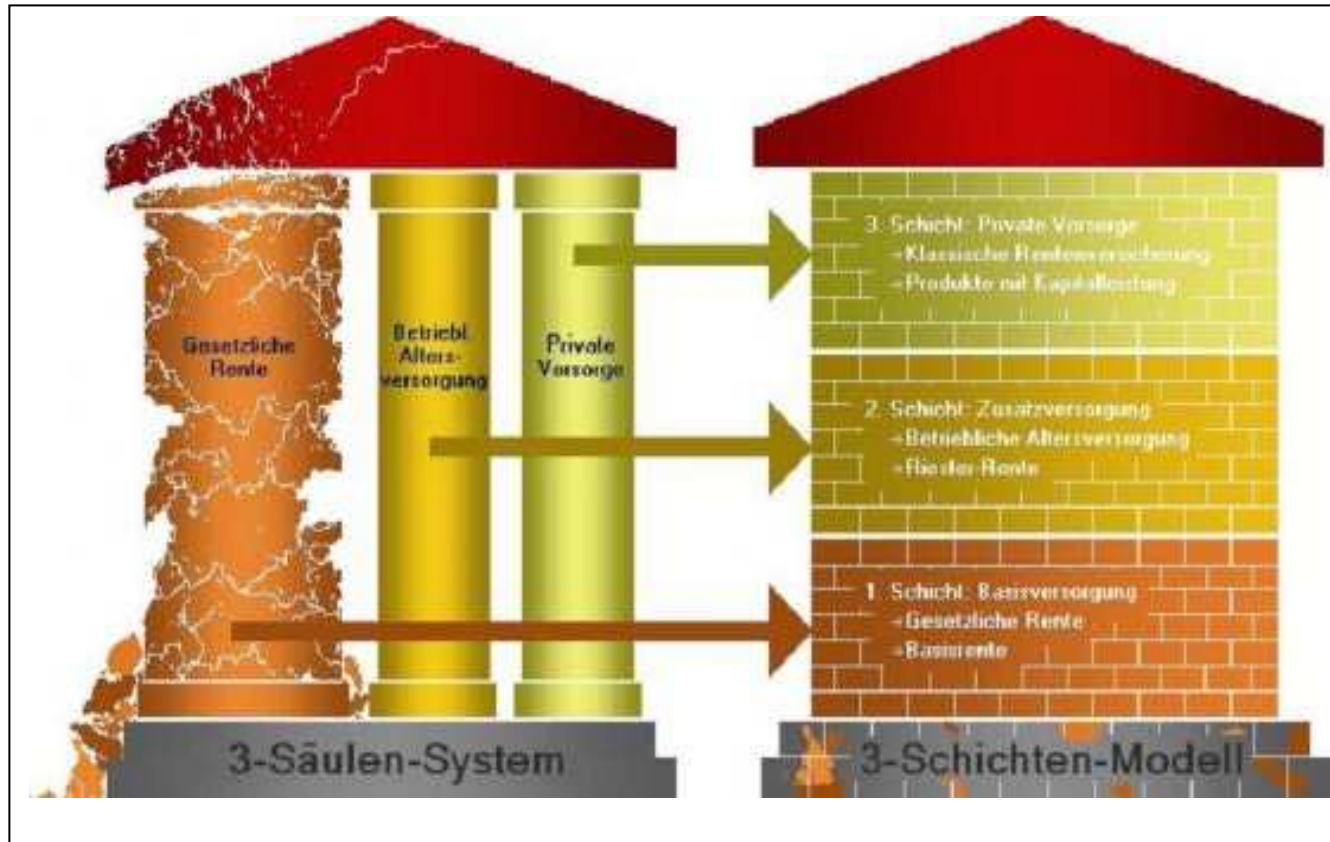 Gesetzliche
Rente
Betriebl.
Alters-
versorgung
Private
Vorsorge
3-Säulen-System
3. Schicht: Private Vorsorge
-Klassische Rentenversicherung
-Produkte mit Kapitalleistung
2. Schicht: Zusatzversorgung
-Betriebliche Altersversorgung
-Riester-Rente
1. Schicht: Basisversorgung
-Gesetzliche Rente
-Basisrente
3-Schichten-Modell